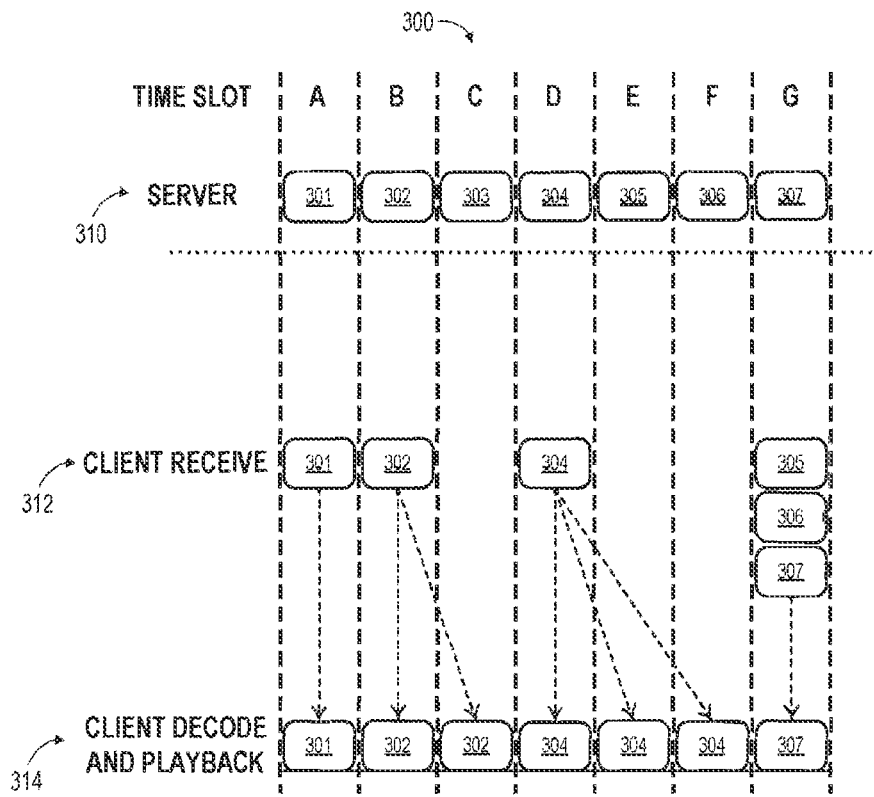 300
TIME SLOT A B C D E F G
SERVER 301 302 303 304 305 306 307
310
CLIENT RECEIVE 301 302 304 305
312
306
307
CLIENT DECODE
AND PLAYBACK 301 302 302 304 304 304 307
314